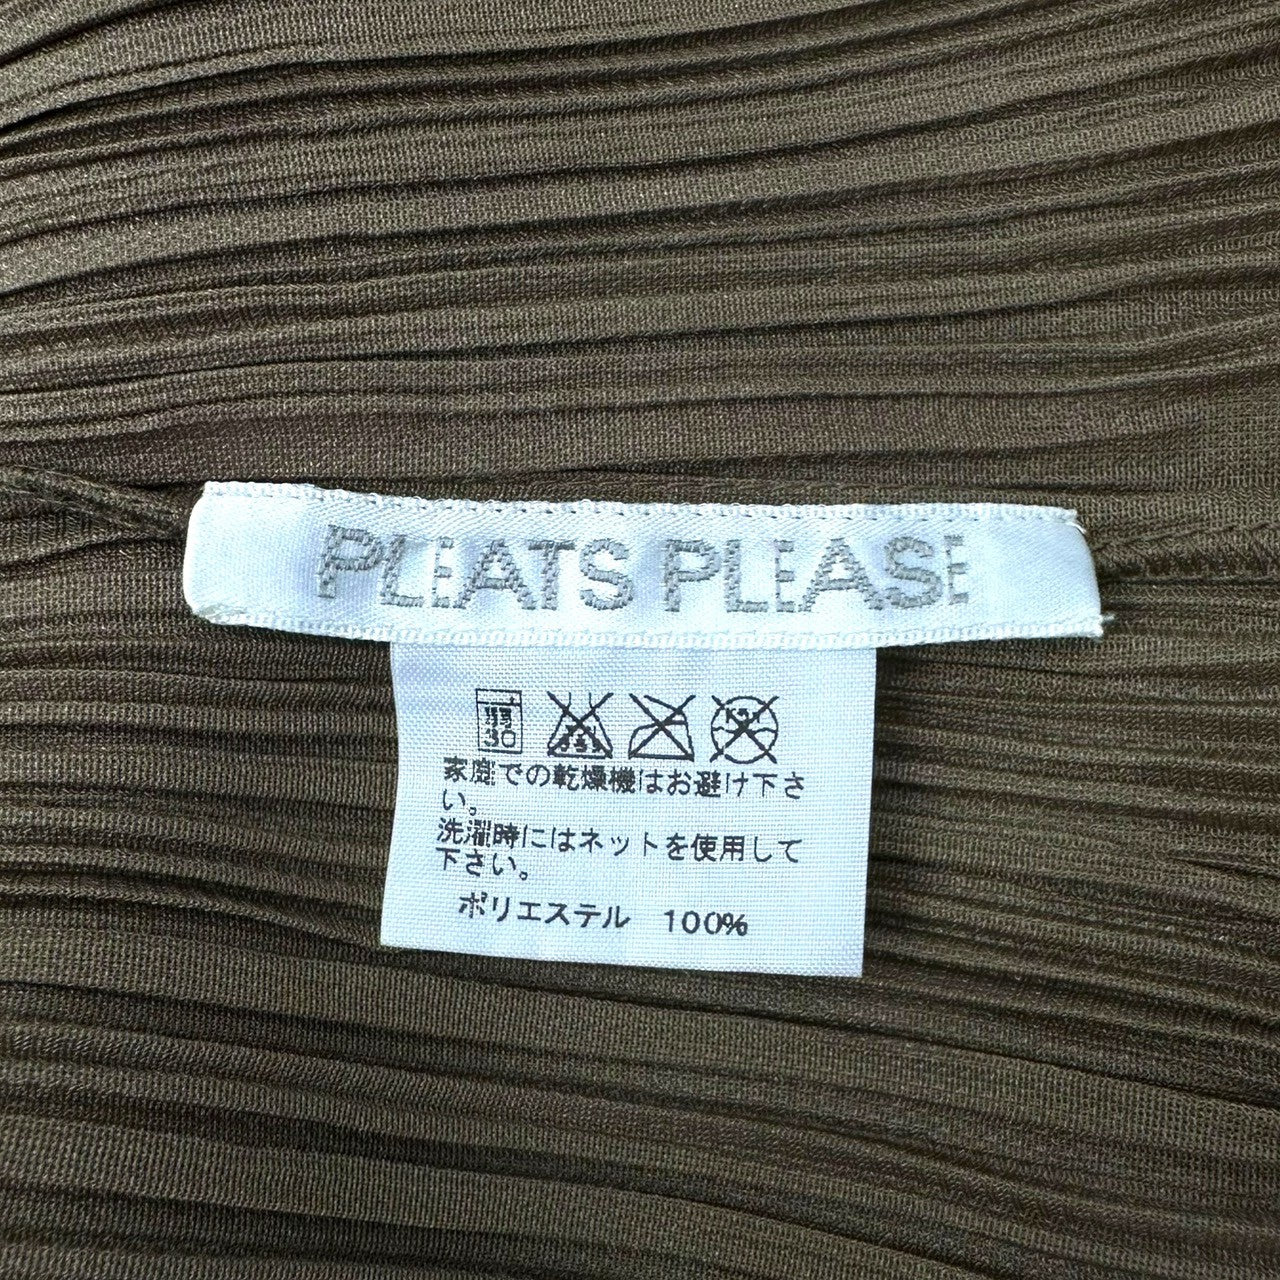 PLEATS PLEASE
30
家庭での乾燥機はお避け下さ
い。
洗濯時にはネットを使用して
下さい。
ポリエステル 100%